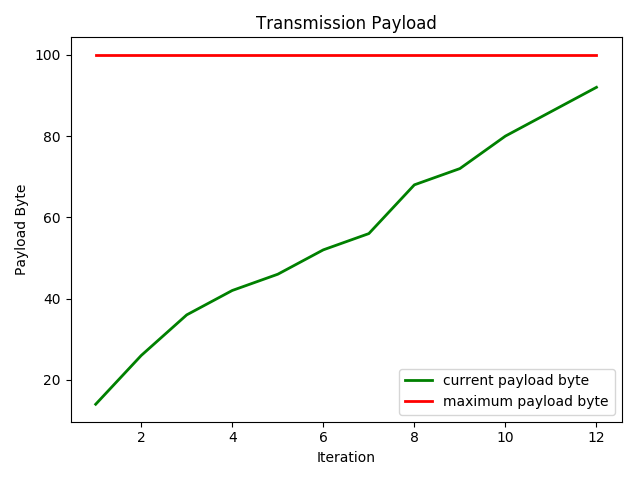 Transmission Payload
100
80
60
40
20
Payload Byte
current payload byte
maximum payload byte
2 4 6 8 10 12
Iteration